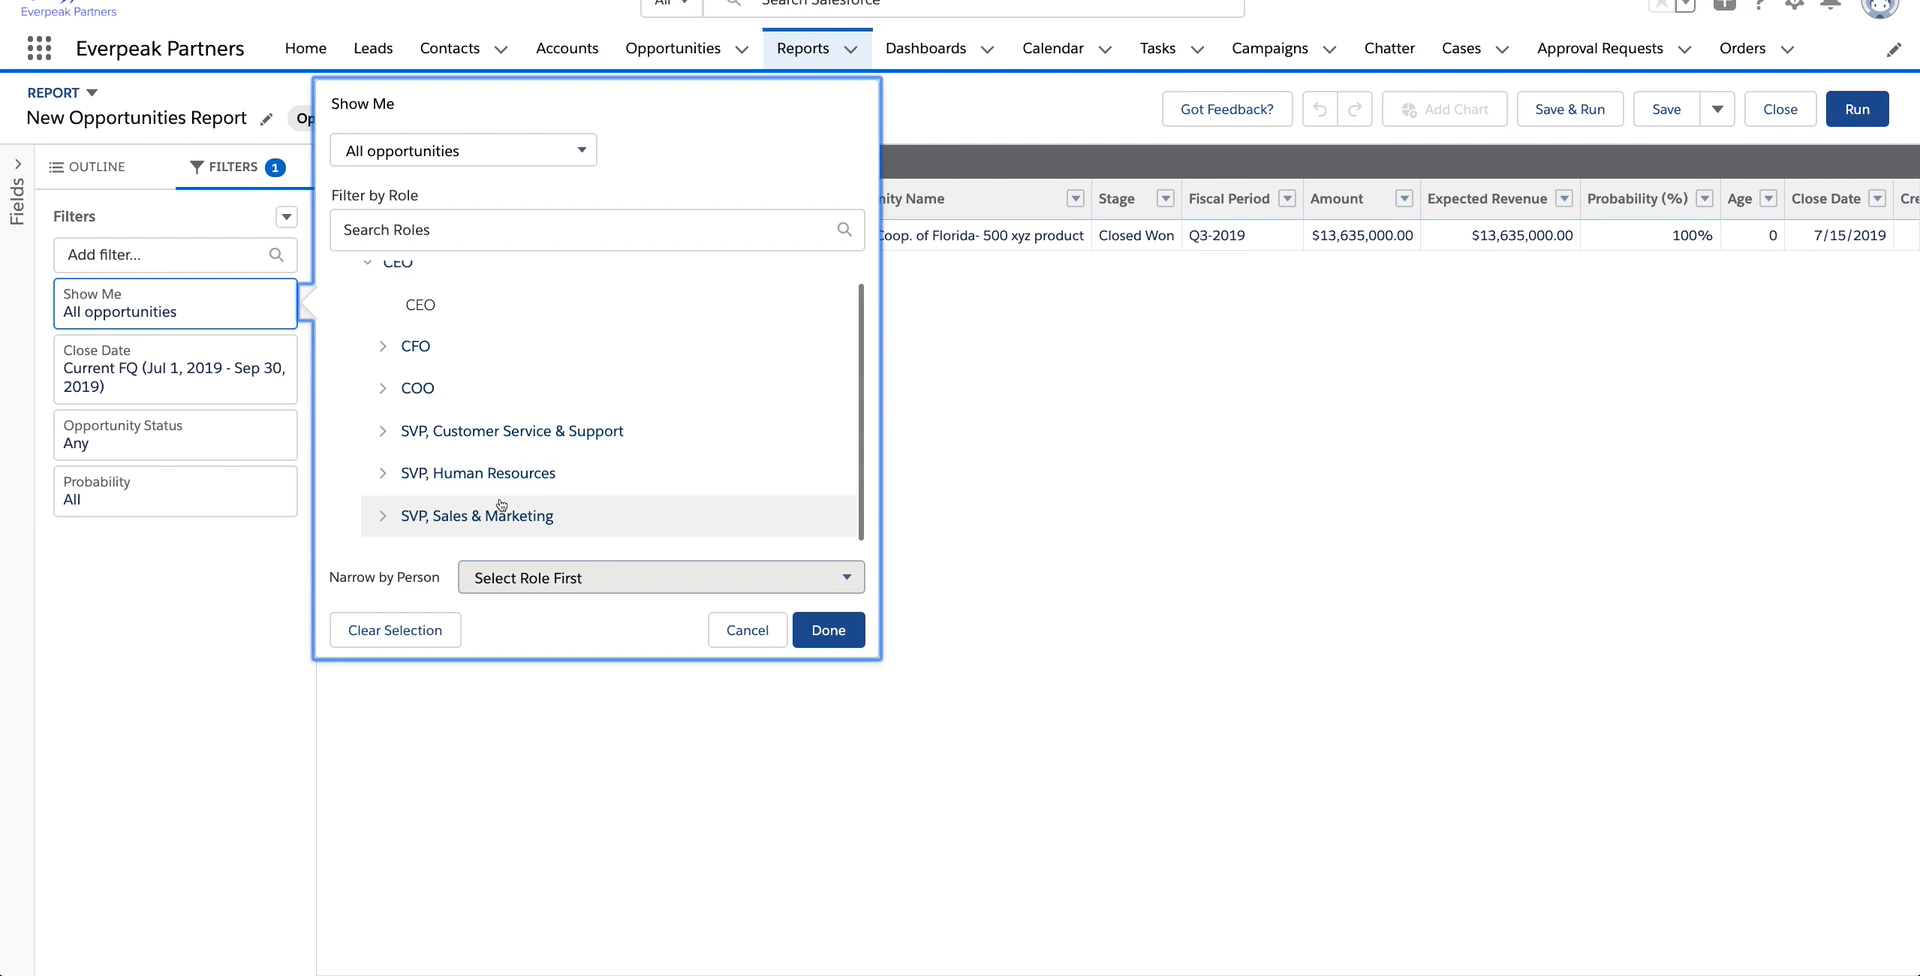 Everpeak Partners
All
Search Salesforce
Everpeak Partners
Home
Leads
Contacts
Accounts
Opportunities
Reports
Dashboards
Calendar
Tasks
Campaigns
Chatter
Cases
Approval Requests
Orders
REPORT
New Opportunities Report
Op
Got Feedback?
Add Chart
Save & Run
Save
Close
Run
Fields
OUTLINE
FILTERS 1
Filters
Add filter...
Show Me
All opportunities
Close Date
Current FQ (Jul 1, 2019 - Sep 30,
2019)
Opportunity Status
Any
Probability
All
Show Me
All opportunities
Filter by Role
Search Roles
CEO
CEO
CFO
COO
SVP, Customer Service & Support
SVP, Human Resources
SVP, Sales & Marketing
Narrow by Person
Select Role First
Clear Selection
Cancel
Done
nity Name
Stage
Fiscal Period
Amount
Expected Revenue
Probability (%)
Age
Close Date
Cre
Coop. of Florida- 500 xyz product
Closed Won
Q3-2019
$13,635,000.00
$13,635,000.00
100%
0
7/15/2019